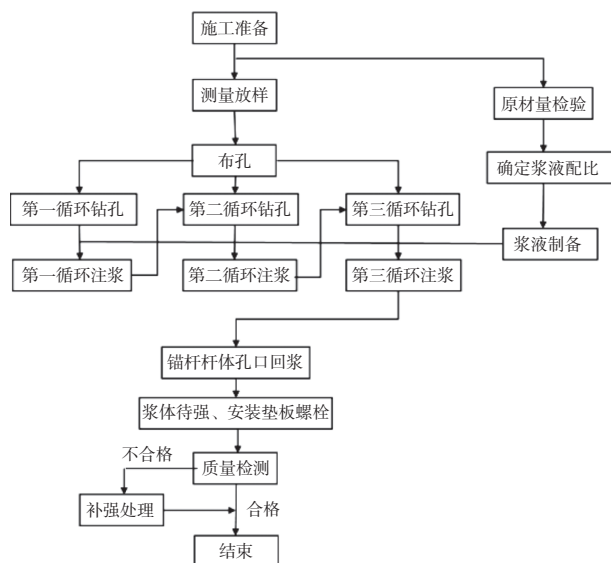 施工准备
测量放样
原材量检验
布孔
确定浆液配比
第一循环钻孔
第二循环钻孔
第三循环钻孔
浆液制备
第一循环注浆
第二循环注浆
第三循环注浆
锚杆杆体孔口回浆
浆体待强、安装垫板螺栓
不合格
质量检测
补强处理
合格
结束